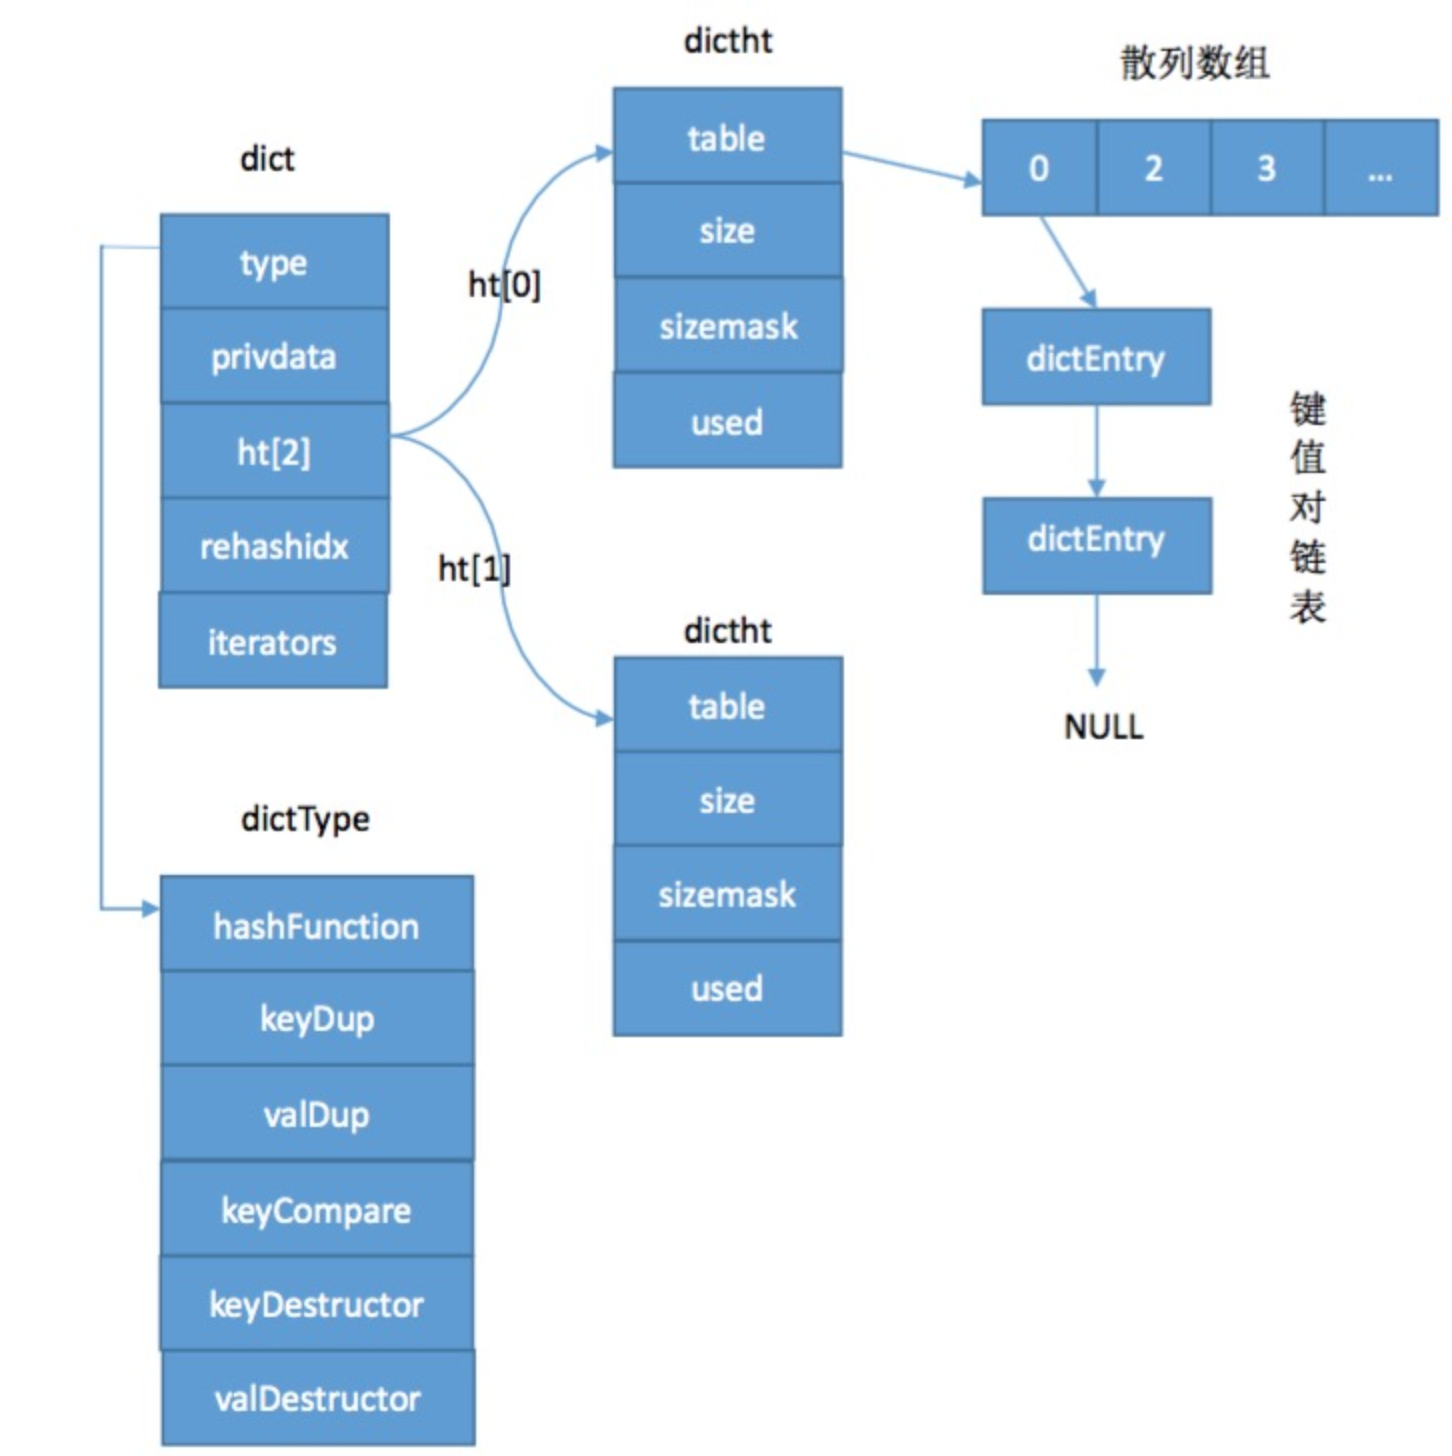 dict
type
privdata
ht[2]
rehashidx
iterators
dictType
hashFunction
keyDup
valDup
keyCompare
keyDestructor
valDestructor
ht[0]
ht[1]
dictht
table
size
sizemask
used
dictht
table
size
sizemask
used
散列数组
0 2 3 ...
dictEntry
dictEntry
NULL
键
值
对
链
表